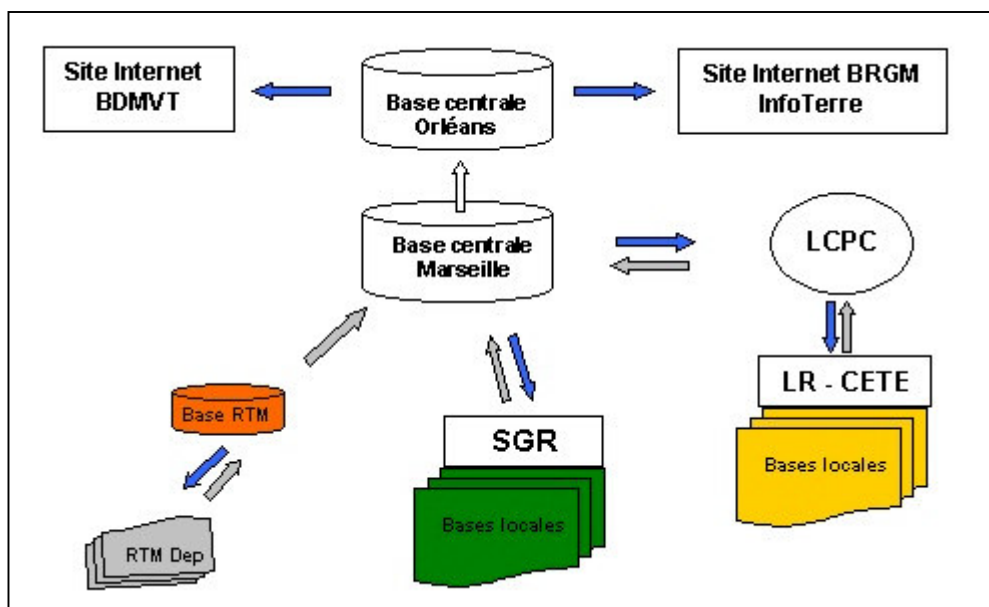 Site Internet
BDMVT
Base centrale
Orléans
Site Internet BRGM
InfoTerre
Base centrale
Marseille
LCPC
LR - CETE
Base RTM
SGR
Bases locales
Bases locales
RTM Dep